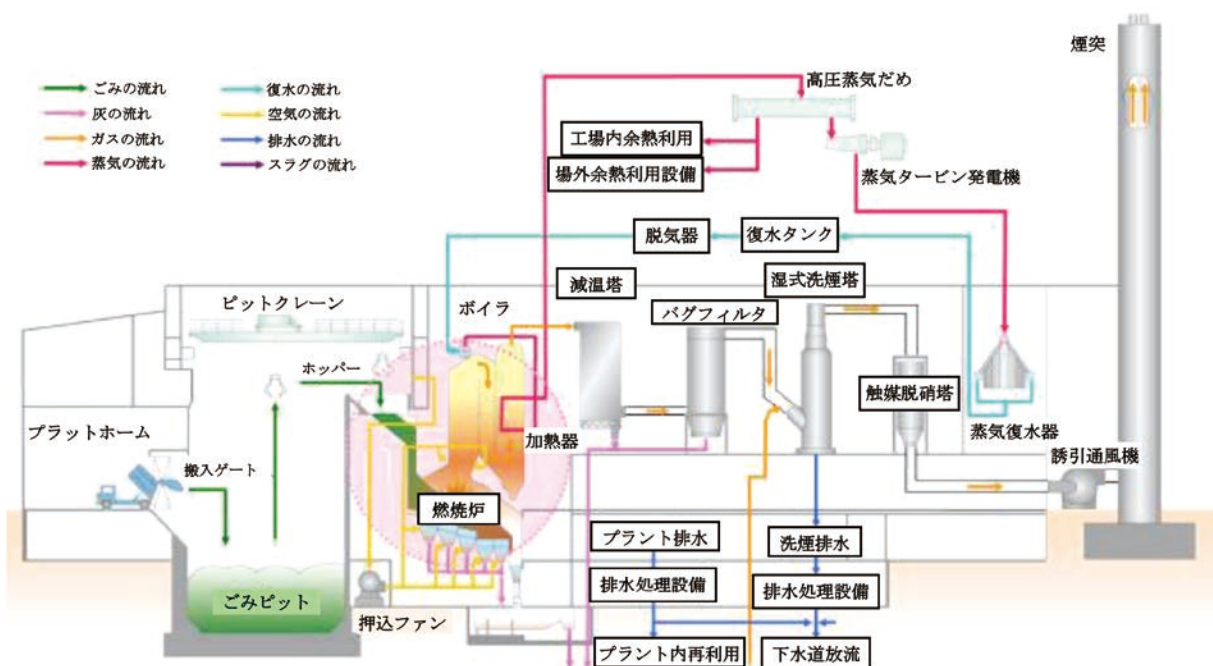 煙突
ごみの流れ
灰の流れ
ガスの流れ
蒸気の流れ
復水の流れ
空気の流れ
排水の流れ
スラグの流れ
高圧蒸気だめ
工場内余熱利用
場外余熱利用設備
蒸気タービン発電機
脱気器
復水タンク
減温塔
湿式洗煙塔
ピットクレーン
ボイラ
バグフィルタ
ホッパー
触媒脱硝塔
プラットホーム
加熱器
蒸気復水器
搬入ゲート
誘引通風機
燃焼炉
プラント排水
洗煙排水
ごみピット
排水処理設備
排水処理設備
押込ファン
プラント内再利用
下水道放流